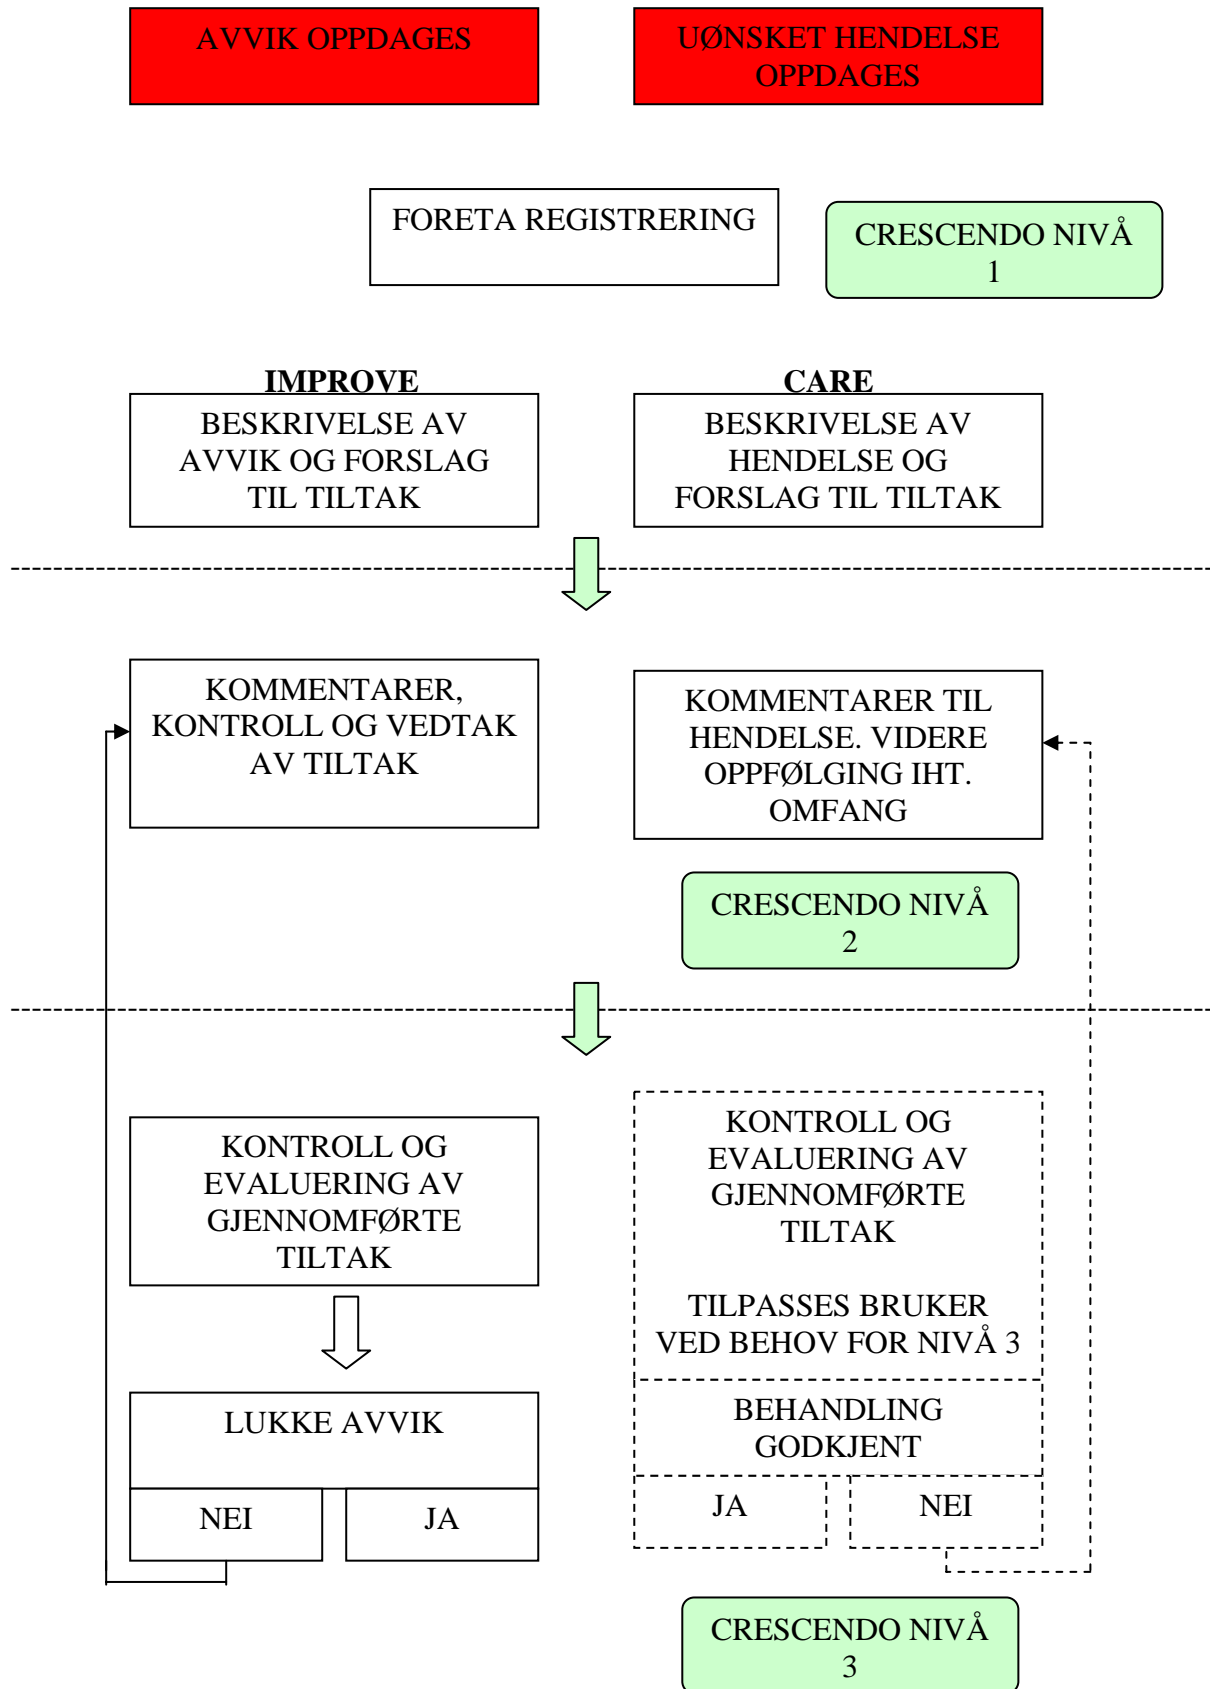 AVVIK OPPDAGES
UØNSKET HENDELSE
OPPDAGES
FORETA REGISTRERING
CRESCENDO NIVÅ
1
IMPROVE
BESKRIVELSE AV
AVVIK OG FORSLAG
TIL TILTAK
CARE
BESKRIVELSE AV
HENDELSE OG
FORSLAG TIL TILTAK
KOMMENTARER,
KONTROLL OG VEDTAK
AV TILTAK
KOMMENTARER TIL
HENDELSE. VIDERE
OPPFØLGING IHT.
OMFANG
CRESCENDO NIVÅ
2
KONTROLL OG
EVALUERING AV
GJENNOMFØRTE
TILTAK
KONTROLL OG
EVALUERING AV
GJENNOMFØRTE
TILTAK
TILPASSES BRUKER
VED BEHOV FOR NIVÅ 3
LUKKE AVVIK
NEI
JA
BEHANDLING
GODKJENT
JA
NEI
CRESCENDO NIVÅ
3